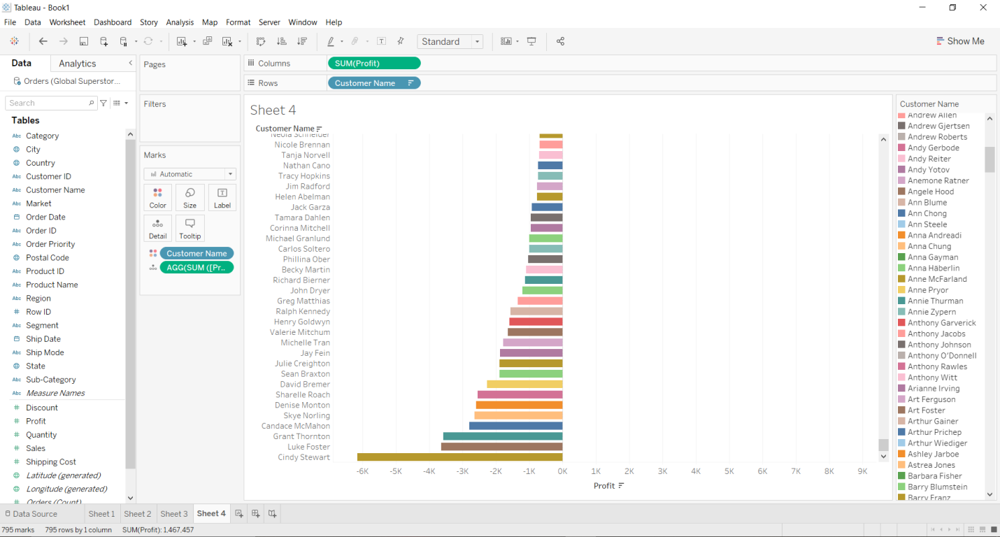 Tableau - Book1
File Data Worksheet Dashboard Story Analysis Map Format Server Window Help
Standard
Show Me
Data
Analytics
Orders (Global Superstor...
Search
Tables
Abc Category
City
Country
Abc Customer ID
Abc Customer Name
Abc Market
Order Date
Abc Order ID
Abc Order Priority
Postal Code
Abc Product ID
Abc Product Name
Abc Region
# Row ID
Abc Segment
Ship Date
Abc Ship Mode
State
Abc Sub-Category
Abc Measure Names
# Discount
# Profit
# Quantity
# Sales
# Shipping Cost
Latitude (generated)
Longitude (generated)
# Orders (Count)
Pages
Filters
Marks
Automatic
Color
Size
Label
Detail
Tooltip
Customer Name
AGG(SUM ([Pr..
Columns
SUM(Profit)
Rows
Customer Name
Sheet 4
Customer Name
Neola Schneider
Nicole Brennan
Tanja Norvell
Nathan Cano
Tracy Hopkins
Jim Radford
Helen Abelman
Jack Garza
Tamara Dahlen
Corinna Mitchell
Michael Granlund
Carlos Soltero
Phillina Ober
Becky Martin
Richard Bierner
John Dryer
Greg Matthias
Ralph Kennedy
Henry Goldwyn
Valerie Mitchum
Michelle Tran
Jay Fein
Julie Creighton
Sean Braxton
David Bremer
Sharelle Roach
Denise Monton
Skye Norling
Candace McMahon
Grant Thornton
Luke Foster
Cindy Stewart
-6K -5K -4K -3K -2K -1K 0K 1K 2K 3K 4K 5K 6K 7K 8K 9K
Profit
Customer Name
Andrew Allen
Andrew Gjertsen
Andrew Roberts
Andy Gerbode
Andy Reiter
Andy Yotov
Anemone Ratner
Angele Hood
Ann Blume
Ann Chong
Ann Steele
Anna Andreadi
Anna Chung
Anna Gayman
Anna Häberlin
Anne McFarland
Anne Pryor
Annie Thurman
Annie Zypern
Anthony Garverick
Anthony Jacobs
Anthony Johnson
Anthony O'Donnell
Anthony Rawles
Anthony Witt
Arianne Irving
Art Ferguson
Art Foster
Arthur Gainer
Arthur Prichep
Arthur Wiediger
Ashley Jarboe
Astrea Jones
Barbara Fisher
Barry Blumstein
Barry Franz
Data Source
Sheet 1
Sheet 2
Sheet 3
Sheet 4
795 marks
795 rows by 1 column
SUM(Profit): 1,467,457